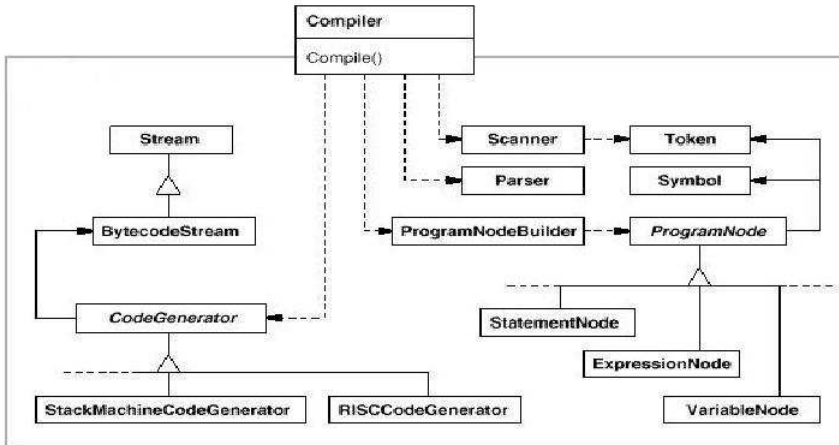 Compiler
Compile()
Stream
Scanner
Token
Parser
Symbol
BytecodeStream
ProgramNodeBuilder
ProgramNode
CodeGenerator
StatementNode
ExpressionNode
StackMachineCodeGenerator
RISCCodeGenerator
VariableNode